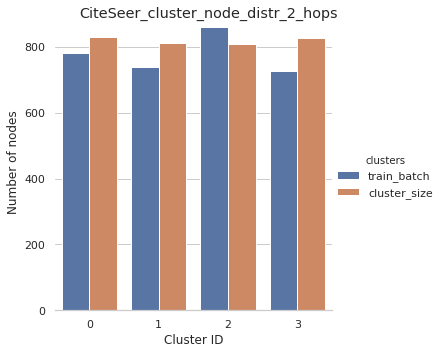 CiteSeer_cluster_node_distr_2_hops
800
600
400
200
0
Number of nodes
0 1 2 3
Cluster ID
clusters
train_batch
cluster_size